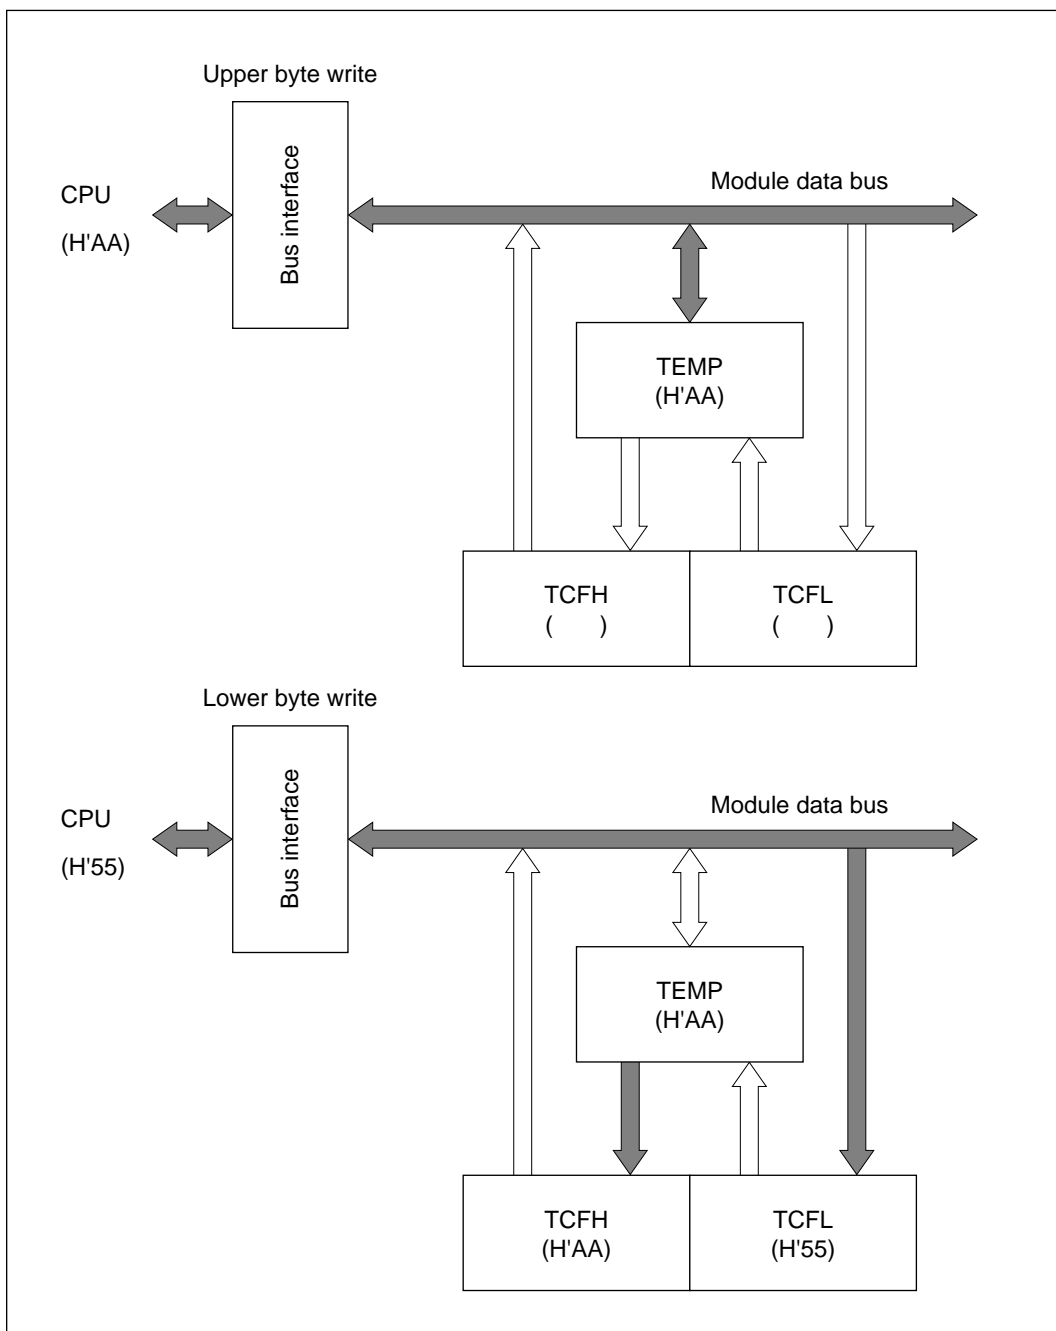 Upper byte write
Bus interface
CPU
(H'AA)
Module data bus
TEMP
(H'AA)
TCFH
(      )
TCFL
(      )
Lower byte write
Bus interface
CPU
(H'55)
Module data bus
TEMP
(H'AA)
TCFH
(H'AA)
TCFL
(H'55)